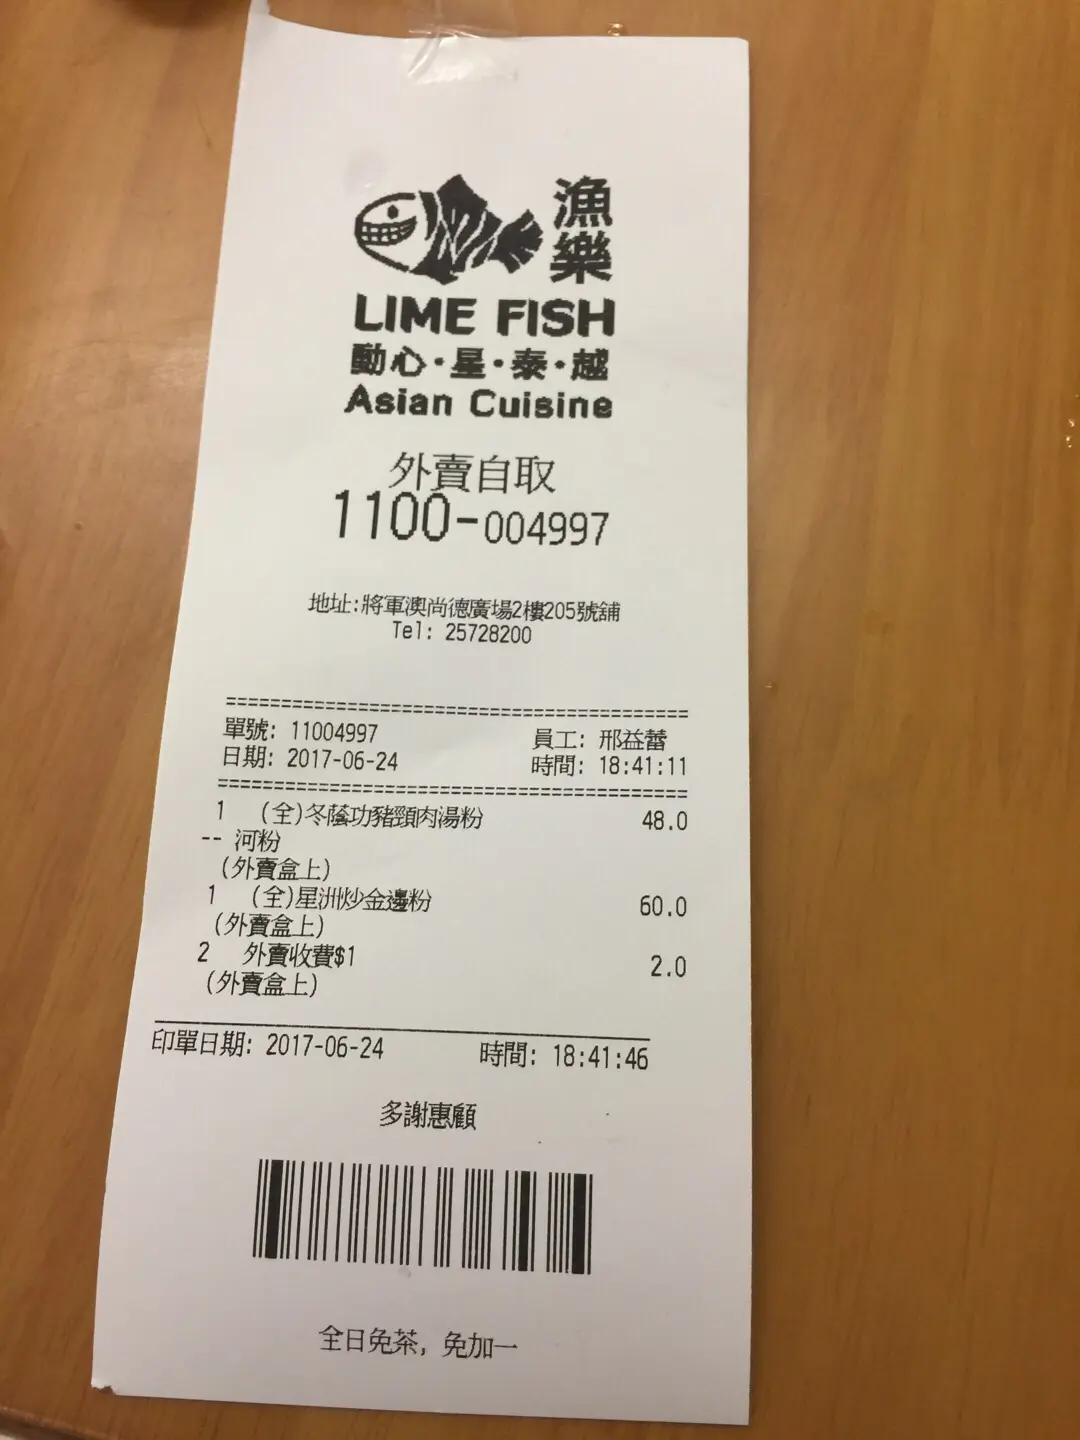 漁樂
LIME FISH
動心·星·泰·越
Asian Cuisine
外賣自取
1100-004997
地址:將軍澳尚德廣場2樓205號舖
Tel: 25728200
單號: 11004997 員工: 邢益蕾
日期: 2017-06-24 時間: 18:41:11
1 (全)冬蔭功豬頸肉湯粉 48.0
-- 河粉
(外賣盒上)
1 (全)星洲炒金邊粉 60.0
(外賣盒上)
2 外賣收費$1 2.0
(外賣盒上)
印單日期: 2017-06-24 時間: 18:41:46
多謝惠顧
全日免茶, 免加一